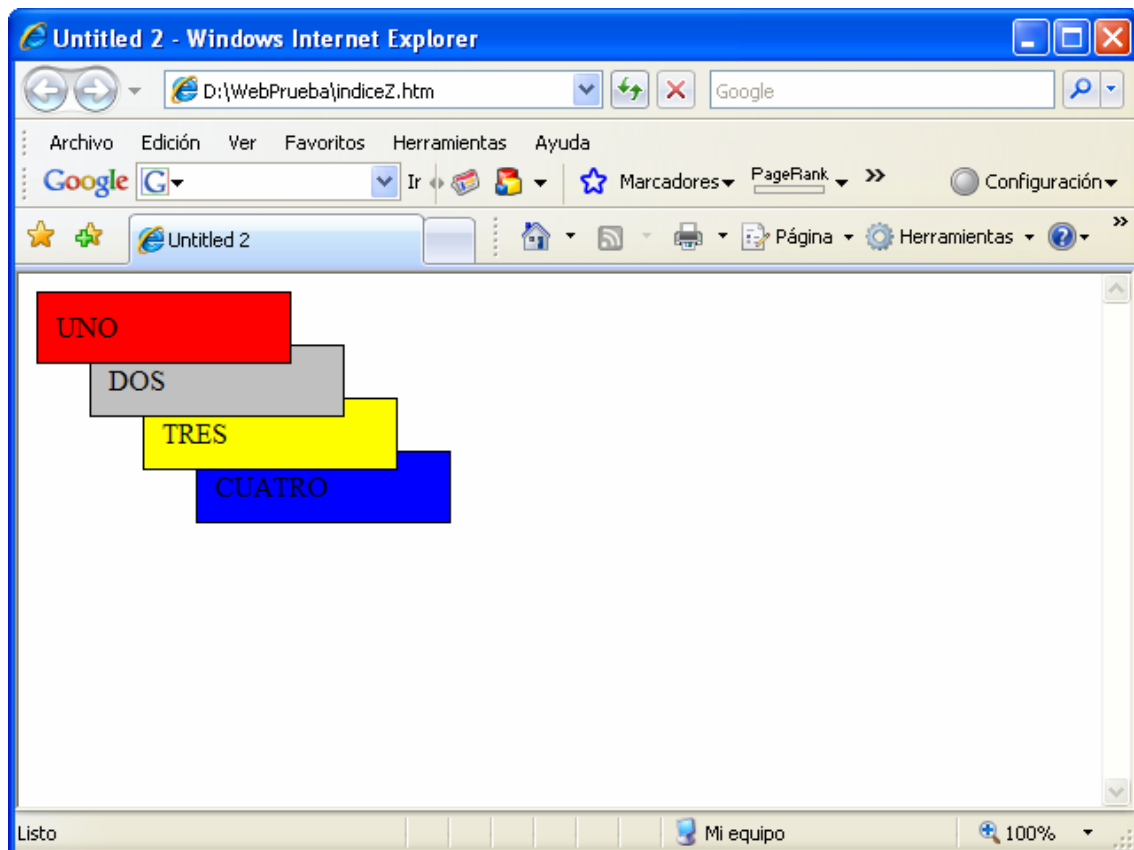 Untitled 2 - Windows Internet Explorer
D:\WebPrueba\indiceZ.htm
Google
Archivo Edición Ver Favoritos Herramientas Ayuda
Google G Ir Marcadores PageRank » Configuración
Untitled 2 Página Herramientas »
UNO
DOS
TRES
CUATRO
Listo Mi equipo 100%